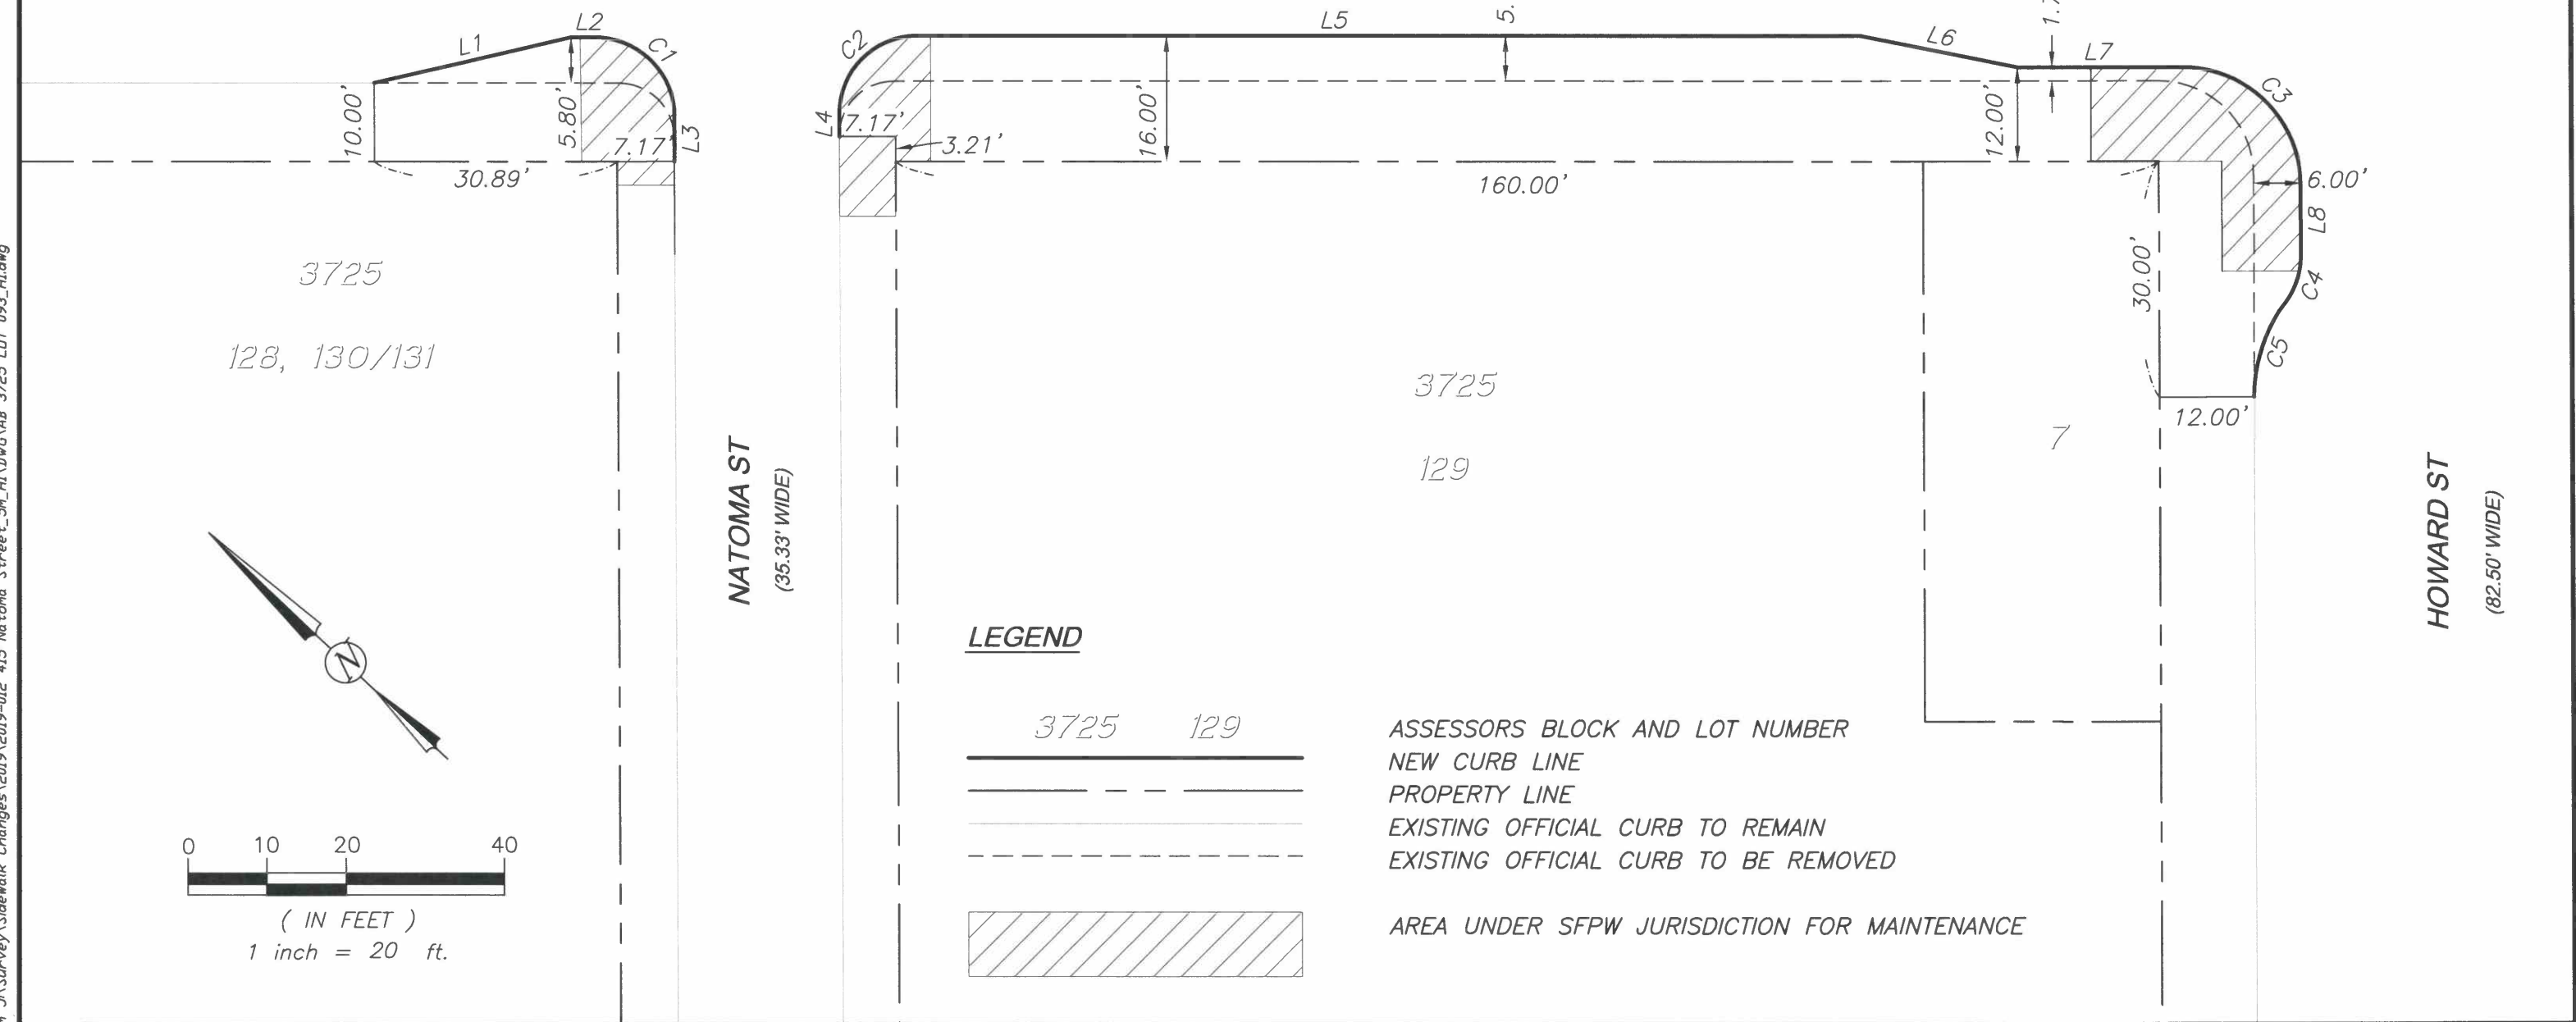 L1
L2
C1
L3
10.00'
5.80'
7.17'
30.89'
C2
L4
7.17'
3.21'
16.00'
L5
5.
160.00'
L6
12.00'
L7
C3
6.00'
L8
C4
C5
30.00'
12.00'
3725
128, 130/131
NATOMA ST
(35.33' WIDE)
3725
129
7
HOWARD ST
(82.50' WIDE)
N
0 10 20 40
( IN FEET )
1 inch = 20 ft.
LEGEND
3725 129 ASSESSORS BLOCK AND LOT NUMBER
NEW CURB LINE
PROPERTY LINE
EXISTING OFFICIAL CURB TO REMAIN
EXISTING OFFICIAL CURB TO BE REMOVED
AREA UNDER SFPW JURISDICTION FOR MAINTENANCE